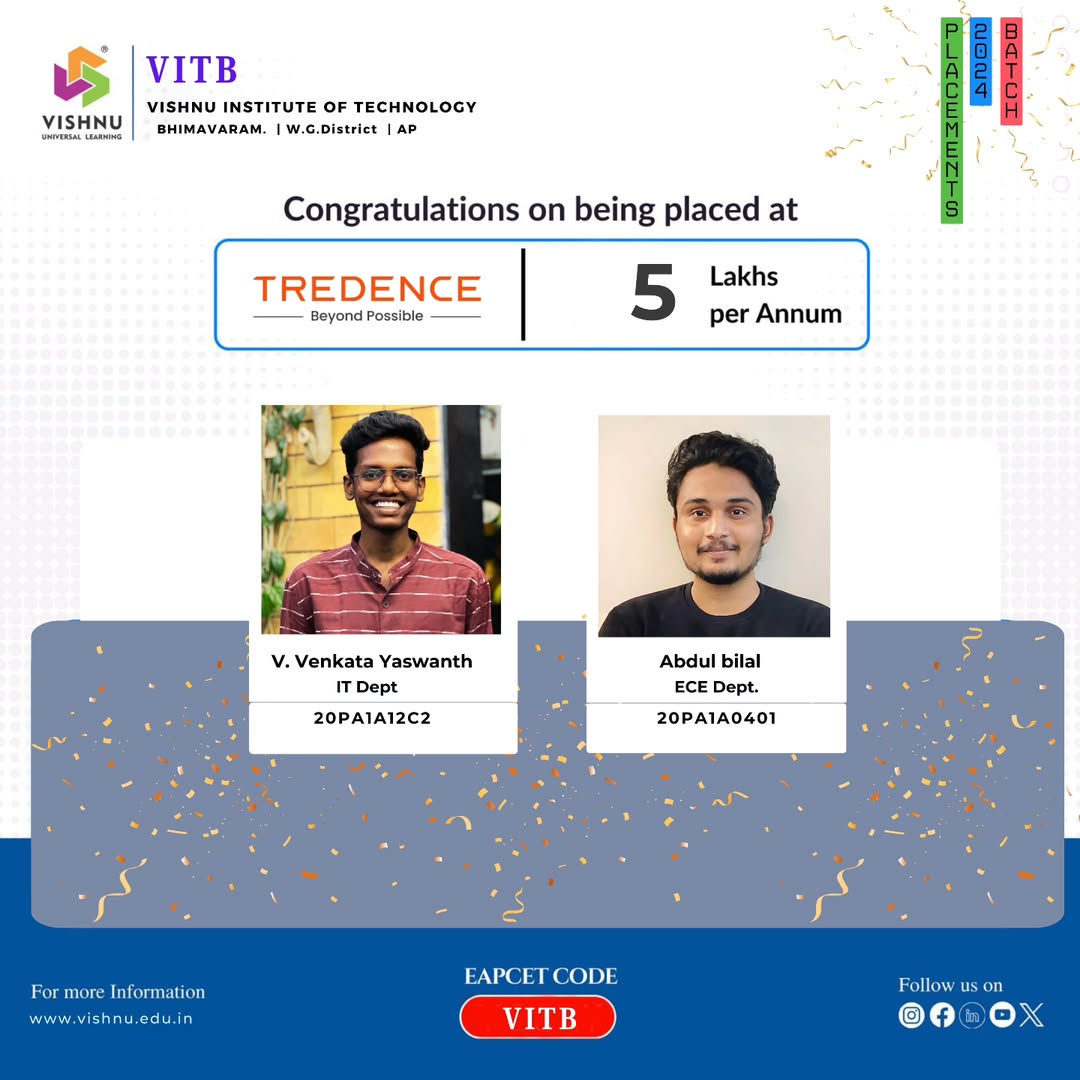 VISHNU
UNIVERSAL LEARNING
VITB
VISHNU INSTITUTE OF TECHNOLOGY
BHIMAVARAM. | W.G.District | AP
PLACEMENTS
2024
BATCH
Congratulations on being placed at
TREDENCE
Beyond Possible
5 Lakhs
per Annum
V. Venkata Yaswanth
IT Dept
20PA1A12C2
Abdul bilal
ECE Dept.
20PA1A0401
For more Information
www.vishnu.edu.in
EAPCET CODE
VITB
Follow us on